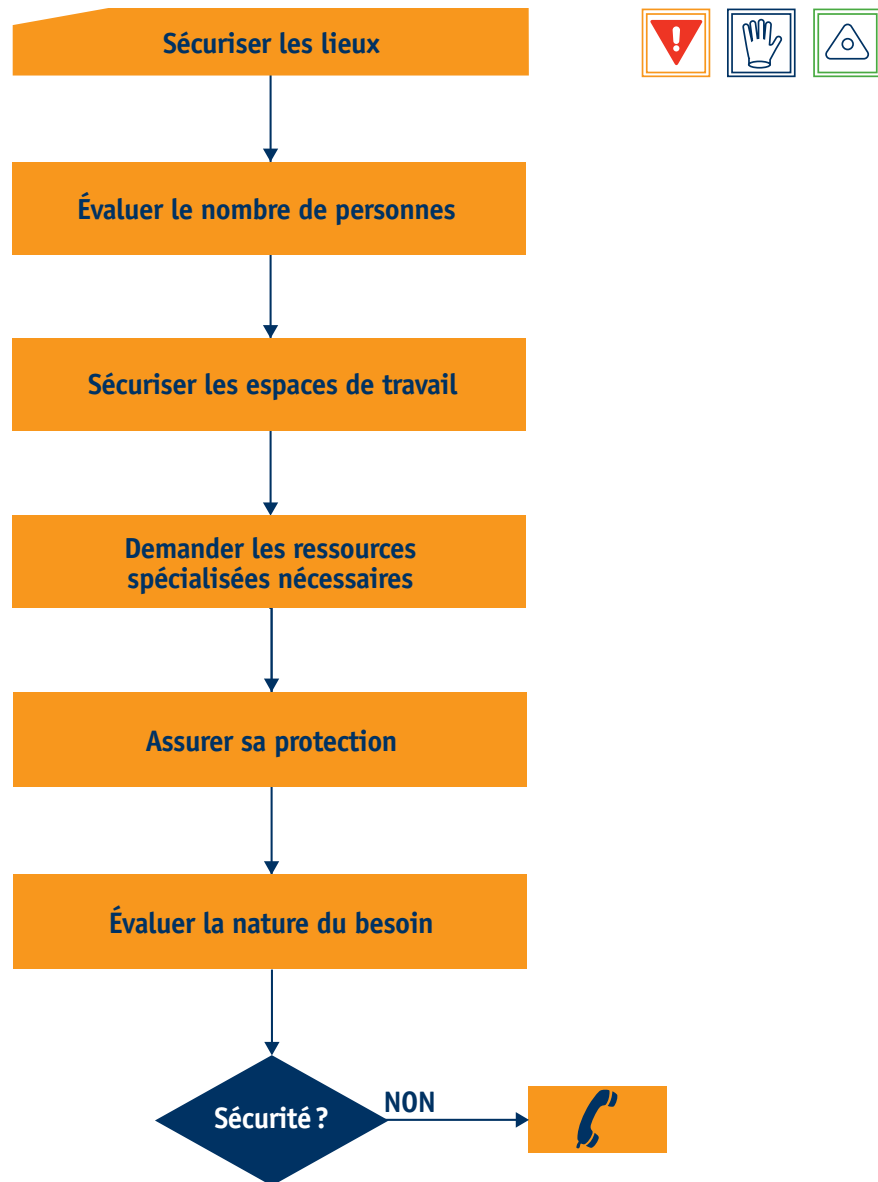 Sécuriser les lieux
Évaluer le nombre de personnes
Sécuriser les espaces de travail
Demander les ressources
spécialisées nécessaires
Assurer sa protection
Évaluer la nature du besoin
Sécurité ?
NON